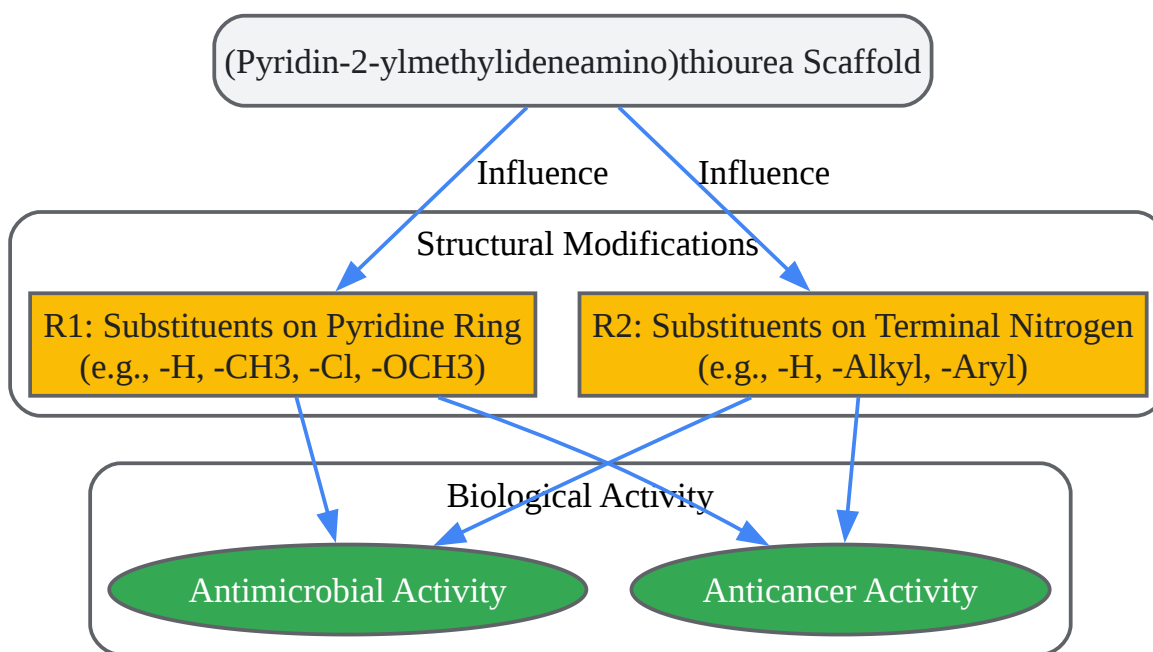 (Pyridin-2-ylmethylideneamino)thiourea Scaffold
Influence
Influence
Structural Modifications
R1: Substituents on Pyridine Ring
(e.g., -H, -CH3, -Cl, -OCH3)
R2: Substituents on Terminal Nitrogen
(e.g., -H, -Alkyl, -Aryl)
Biological Activity
Antimicrobial Activity
Anticancer Activity